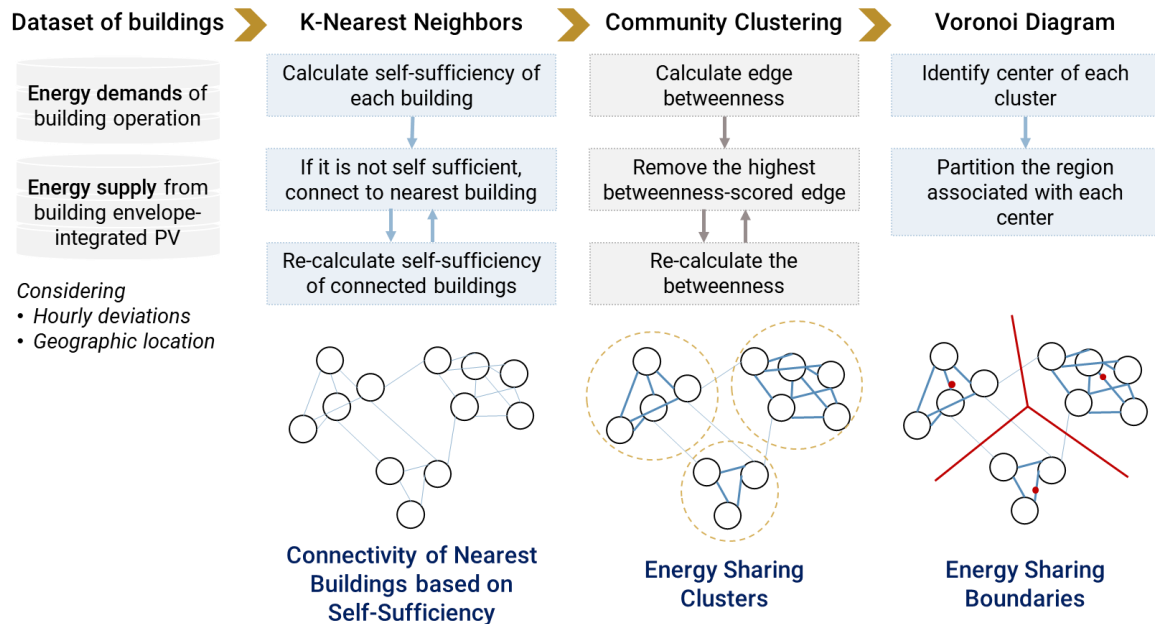 Dataset of buildings
K-Nearest Neighbors
Community Clustering
Voronoi Diagram
Energy demands of
building operation
Energy supply from
building envelope-
integrated PV
Considering
• Hourly deviations
• Geographic location
Calculate self-sufficiency of
each building
If it is not self sufficient,
connect to nearest building
Re-calculate self-sufficiency
of connected buildings
Connectivity of Nearest
Buildings based on
Self-Sufficiency
Calculate edge
betweenness
Remove the highest
betweenness-scored edge
Re-calculate the
betweenness
Energy Sharing
Clusters
Identify center of each
cluster
Partition the region
associated with each
center
Energy Sharing
Boundaries